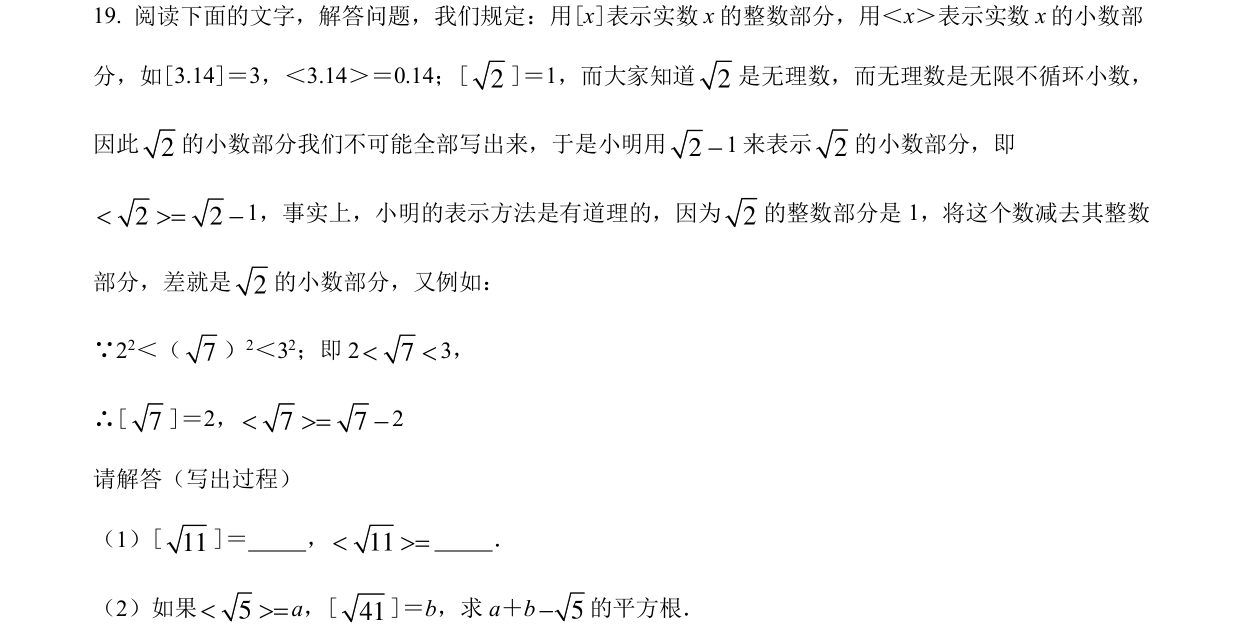 19. 阅读下面的文字，解答问题，我们规定：用[x]表示实数 x 的整数部分，用＜x＞表示实数 x 的小数部
分，如[3.14]＝3，＜3.14＞＝0.14；[√2]＝1，而大家知道√2是无理数，而无理数是无限不循环小数，
因此√2的小数部分我们不可能全部写出来，于是小明用√2－1 来表示√2的小数部分，即
＜√2＞=√2－1，事实上，小明的表示方法是有道理的，因为√2的整数部分是 1，将这个数减去其整数
部分，差就是√2的小数部分，又例如：
∵2²＜（√7）²＜3²；即 2＜√7＜3，
∴[√7]＝2，＜√7＞=√7－2
请解答（写出过程）
（1）[√11]＝_____，＜√11＞=_____．
（2）如果＜√5＞=a，[√41]＝b，求 a＋b－√5的平方根．